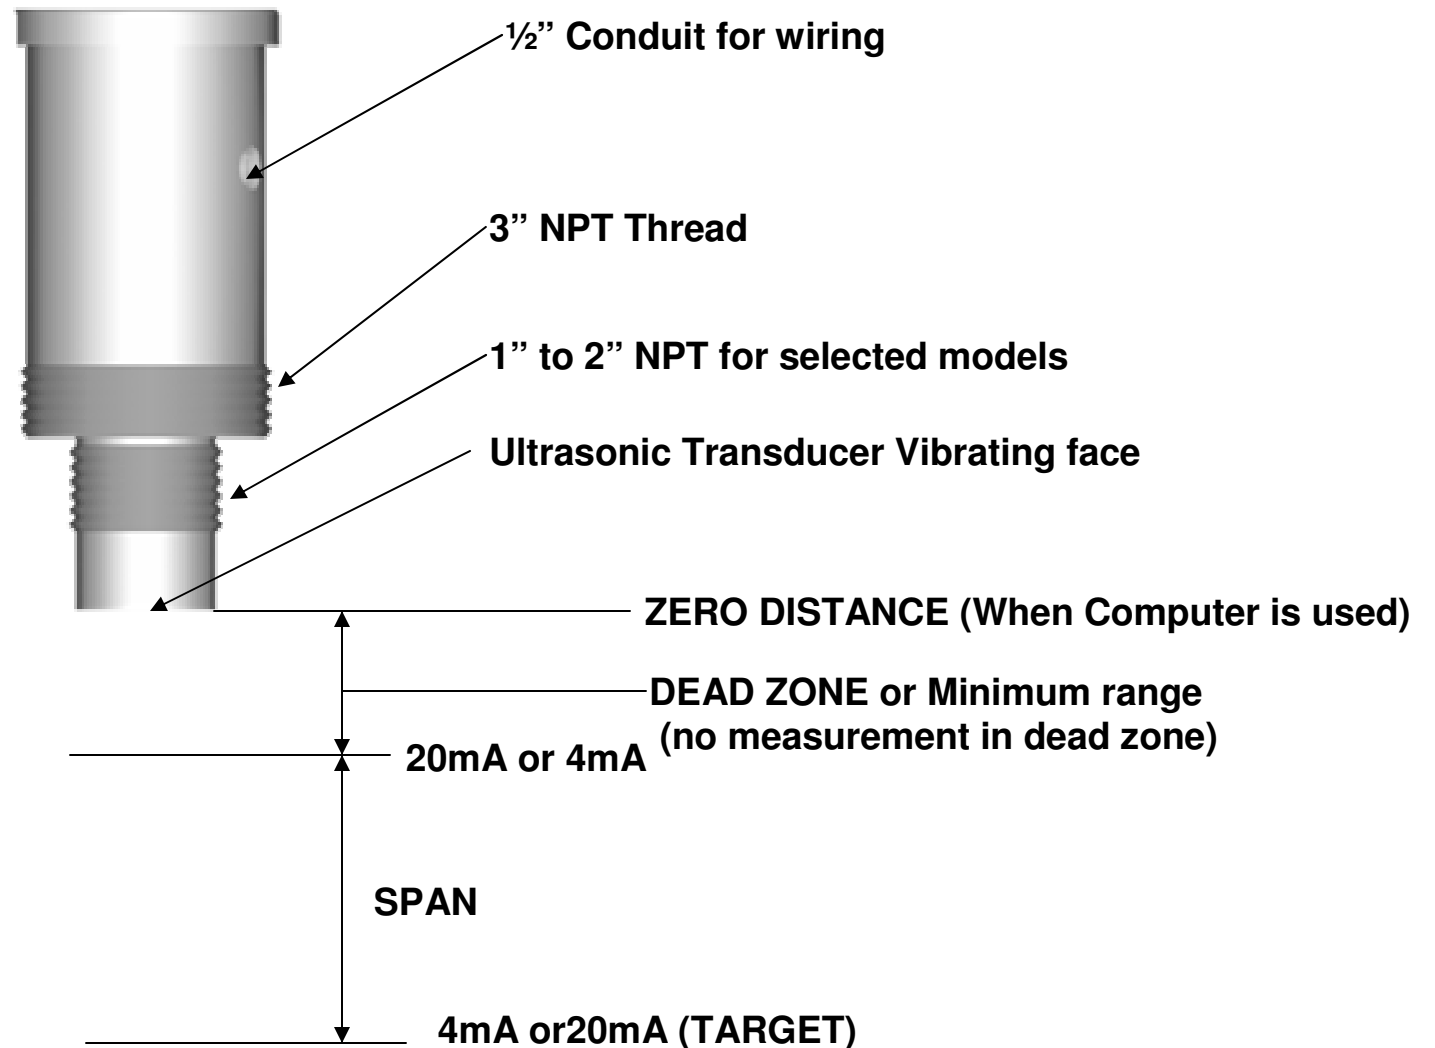 ½” Conduit for wiring
3” NPT Thread
1” to 2” NPT for selected models
Ultrasonic Transducer Vibrating face
ZERO DISTANCE (When Computer is used)
DEAD ZONE or Minimum range
(no measurement in dead zone)
20mA or 4mA
SPAN
4mA or20mA (TARGET)